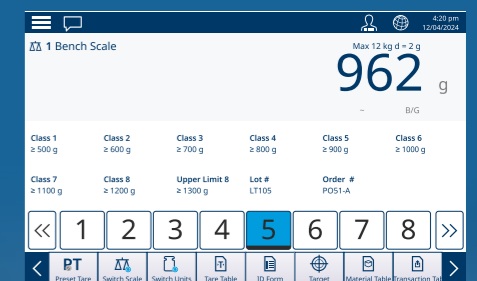 4:20 pm
12/04/2024
1 Bench Scale
Max 12 kg d = 2 g
962 g
~ B/G
Class 1 Class 2 Class 3 Class 4 Class 5 Class 6
≥ 500 g ≥ 600 g ≥ 700 g ≥ 800 g ≥ 900 g ≥ 1000 g
Class 7 Class 8 Upper Limit 8 Lot # Order #
≥ 1100 g ≥ 1200 g ≥ 1300 g LT105 PO51-A
1 2 3 4 5 6 7 8
PT
-T-
Preset Tare Switch Scale Switch Units Tare Table ID Form Target Material Table Transaction Tab